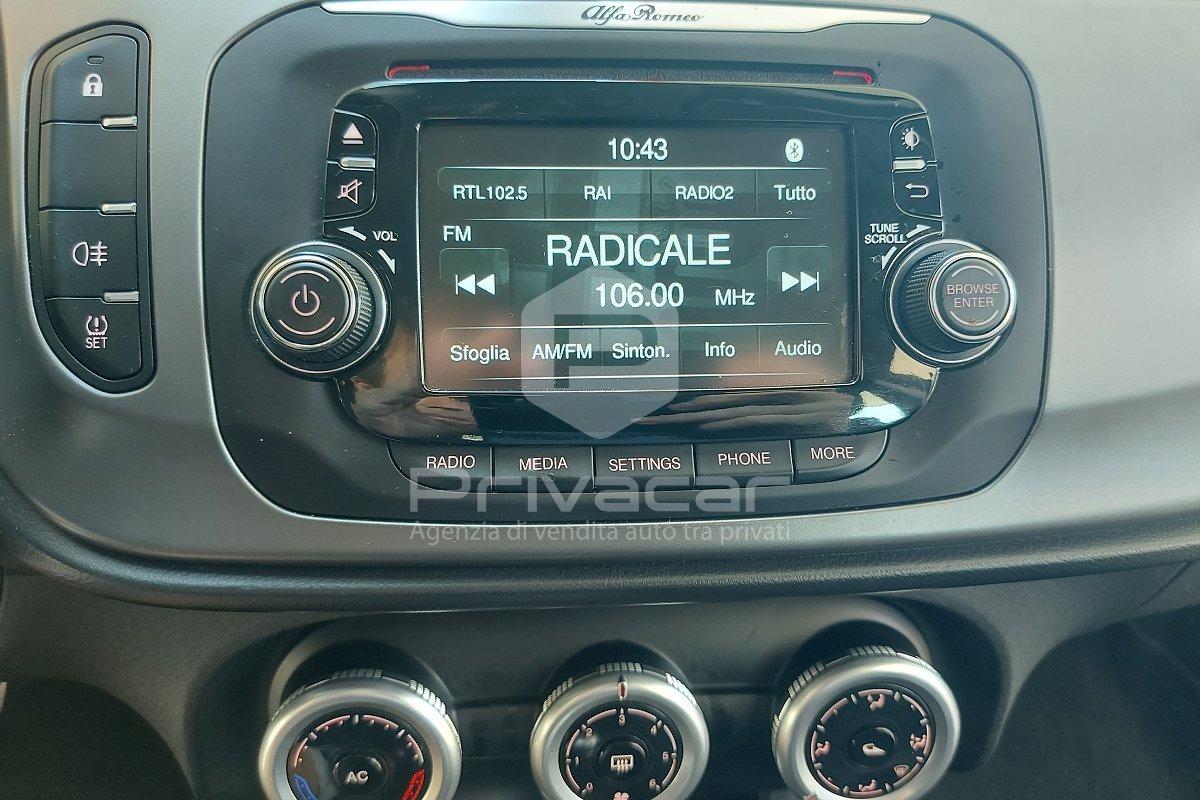 Alfa Romeo
10:43
RTL102.5 RAI RADIO2 Tutto
VOL
TUNE
SCROLL
FM
RADICALE
106.00 MHz
BROWSE
ENTER
SET
Sfoglia AM/FM Sinton. Info Audio
RADIO MEDIA SETTINGS PHONE MORE
Privacar
Agenzia di vendita auto tra privati
AC